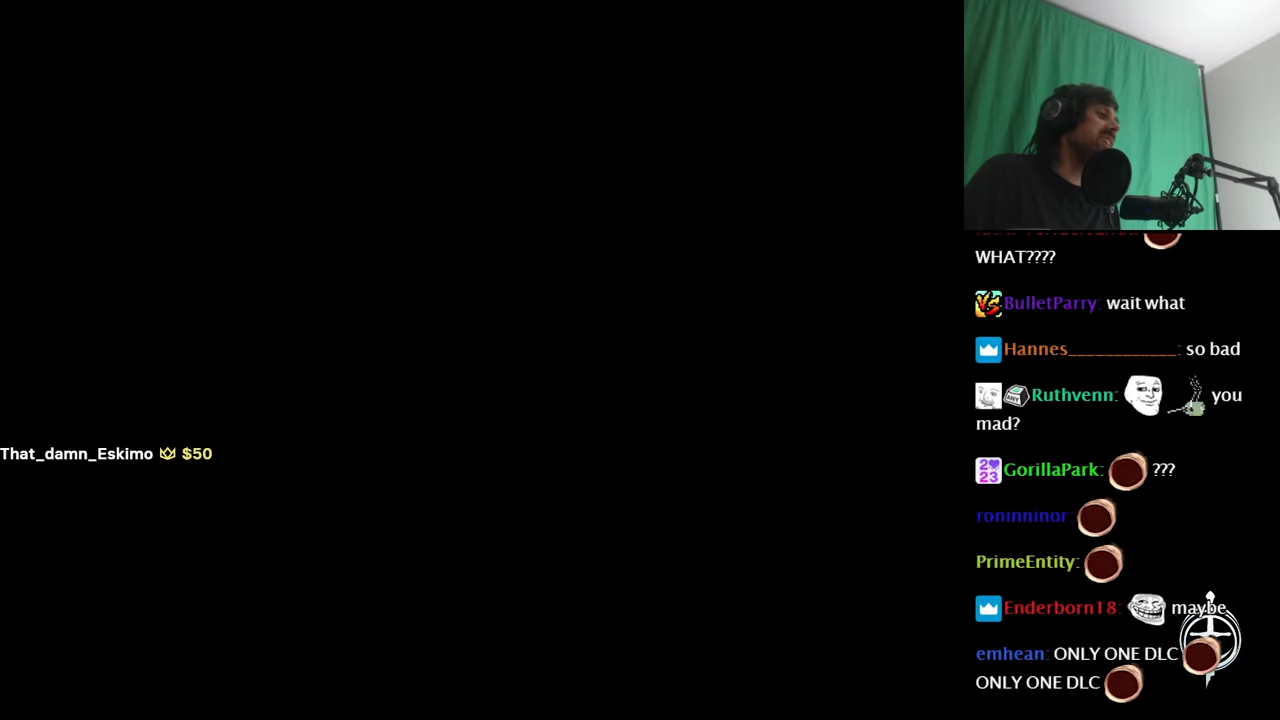 WHAT????
BulletParry: wait what
Hannes____________: so bad
Ruthvenn: you
mad?
GorillaPark: ???
roninninor:
PrimeEntity:
Enderborn18: maybe
emhean: ONLY ONE DLC
ONLY ONE DLC
That_damn_Eskimo $50